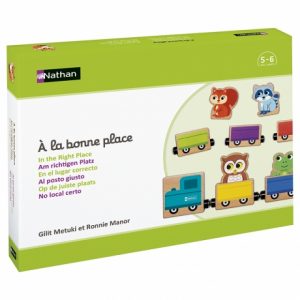 Nathan
5-6
À la bonne place
In the Right Place
Am richtigen Platz
En el lugar correcto
Al posto giusto
Op de juiste plaats
No local certo
Gilit Metuki et Ronnie Manor